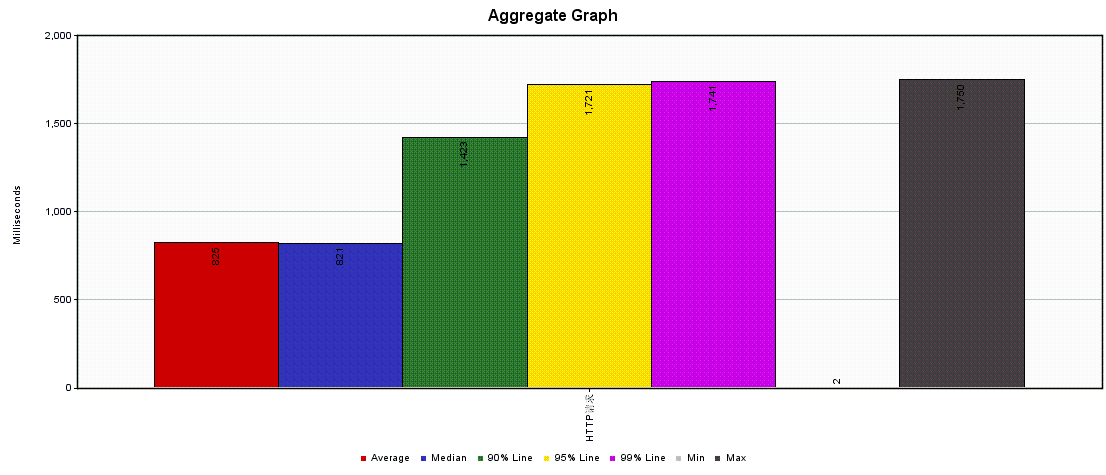 Aggregate Graph
2,000
1,500
1,000
500
0
Milliseconds
825
821
1,423
1,721
1,741
2
1,750
HTTP请求
Average
Median
90% Line
95% Line
99% Line
Min
Max